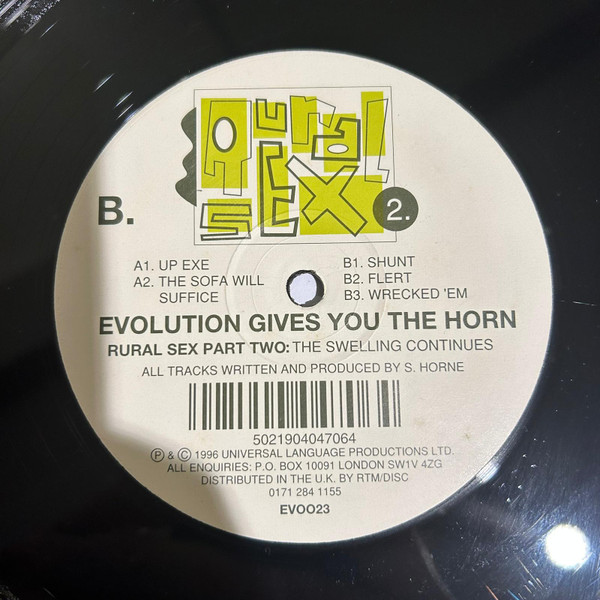 Rural
SEX
2.
B.
A1. UP EXE
A2. THE SOFA WILL
SUFFICE
B1. SHUNT
B2. FLERT
B3. WRECKED 'EM
EVOLUTION GIVES YOU THE HORN
RURAL SEX PART TWO: THE SWELLING CONTINUES
ALL TRACKS WRITTEN AND PRODUCED BY S. HORNE
5021904047064
Ⓟ & © 1996 UNIVERSAL LANGUAGE PRODUCTIONS LTD.
ALL ENQUIRIES: P.O. BOX 10091 LONDON SW1V 4ZG
DISTRIBUTED IN THE U.K. BY RTM/DISC
0171 284 1155
EVOO23